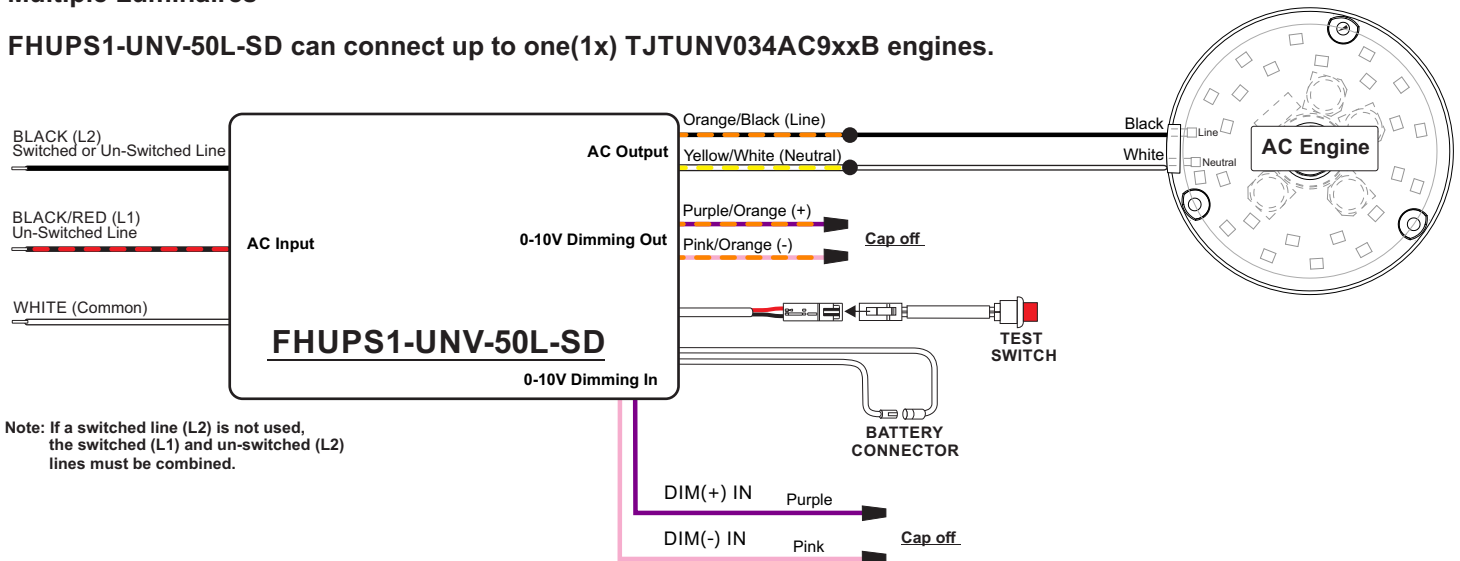 Multiple Luminaires
FHUPS1-UNV-50L-SD can connect up to one(1x) TJTUNV034AC9xxB engines.
BLACK (L2)
Switched or Un-Switched Line
BLACK/RED (L1)
Un-Switched Line
WHITE (Common)
AC Input
AC Output
0-10V Dimming Out
FHUPS1-UNV-50L-SD
0-10V Dimming In
Orange/Black (Line)
Yellow/White (Neutral)
Purple/Orange (+)
Pink/Orange (-)
Cap off
Black
White
Line
Neutral
AC Engine
TEST
SWITCH
BATTERY
CONNECTOR
Note: If a switched line (L2) is not used,
the switched (L1) and un-switched (L2)
lines must be combined.
DIM(+) IN
Purple
DIM(-) IN
Pink
Cap off